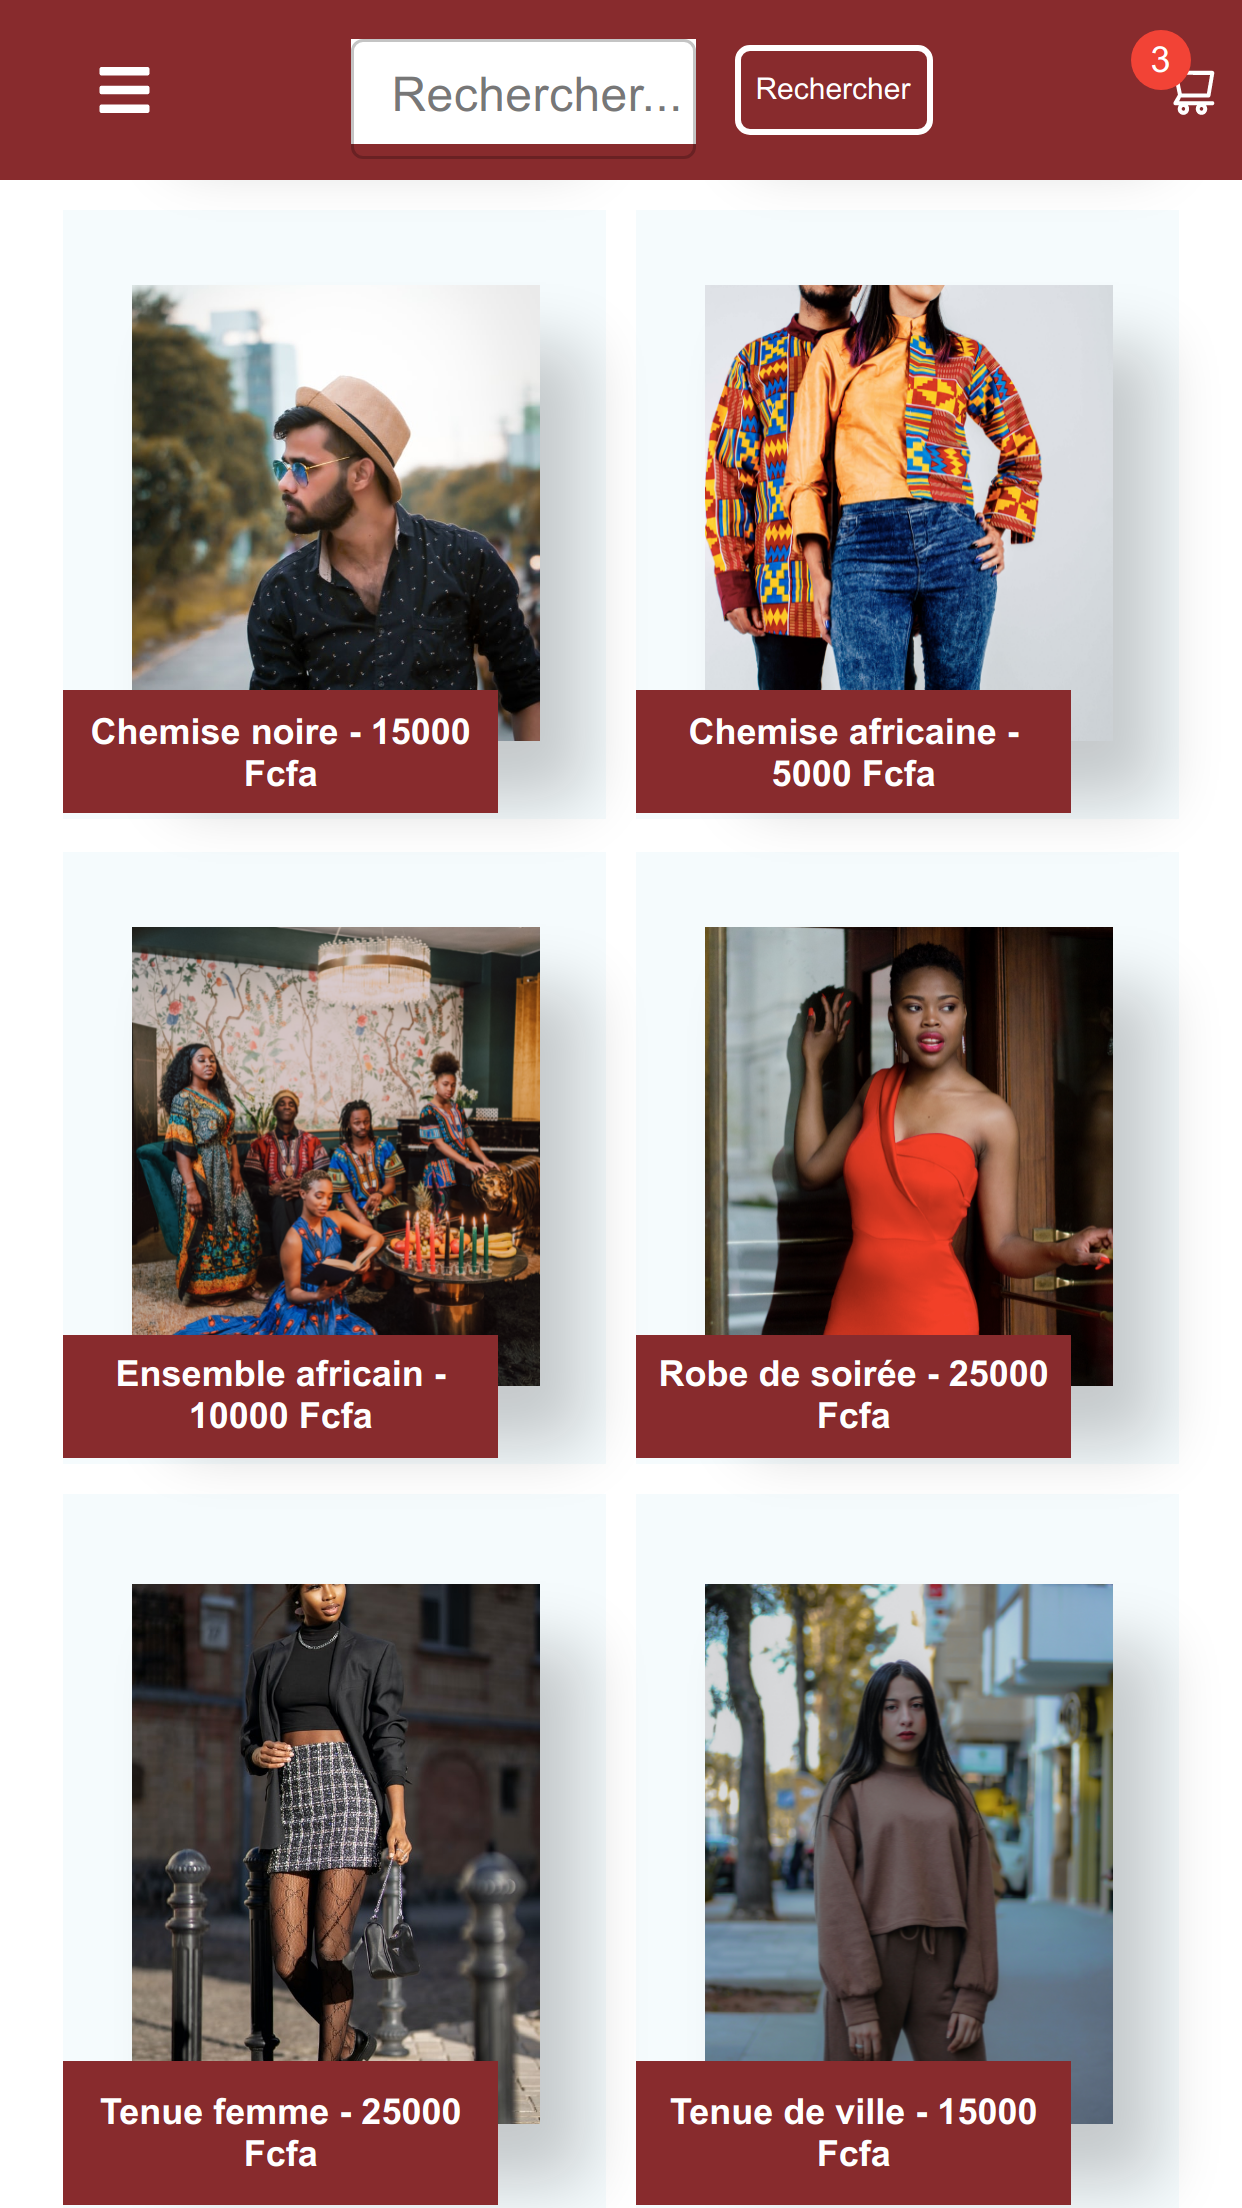 Rechercher...
Rechercher
3
Chemise noire - 15000
Fcfa
Chemise africaine -
5000 Fcfa
Ensemble africain -
10000 Fcfa
Robe de soirée - 25000
Fcfa
Tenue femme - 25000
Fcfa
Tenue de ville - 15000
Fcfa